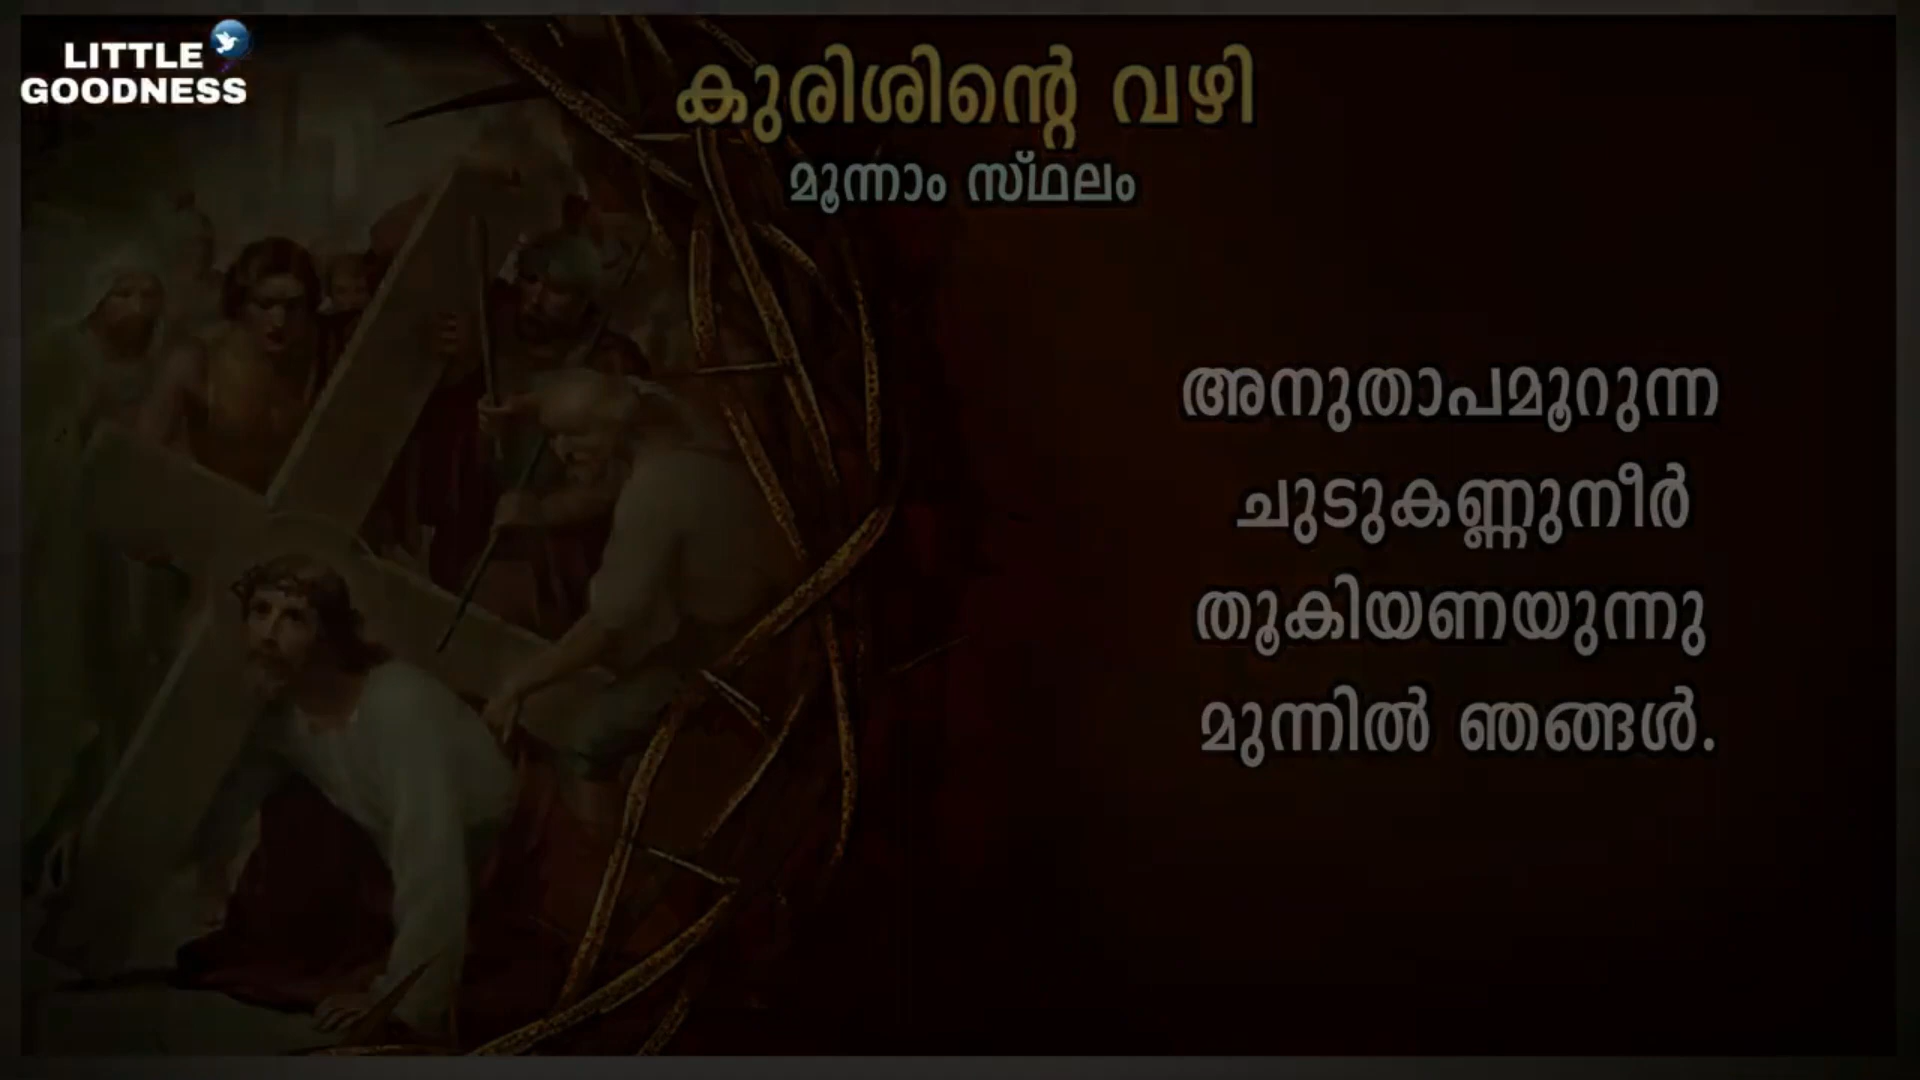 LITTLE
GOODNESS
കുരിശിന്റെ വഴി
മൂന്നാം സ്ഥലം
അനുതാപമൂറുന്ന
ചുടുകണ്ണുനീർ
തൂകിയണയുന്നു
മുന്നിൽ ഞങ്ങൾ.